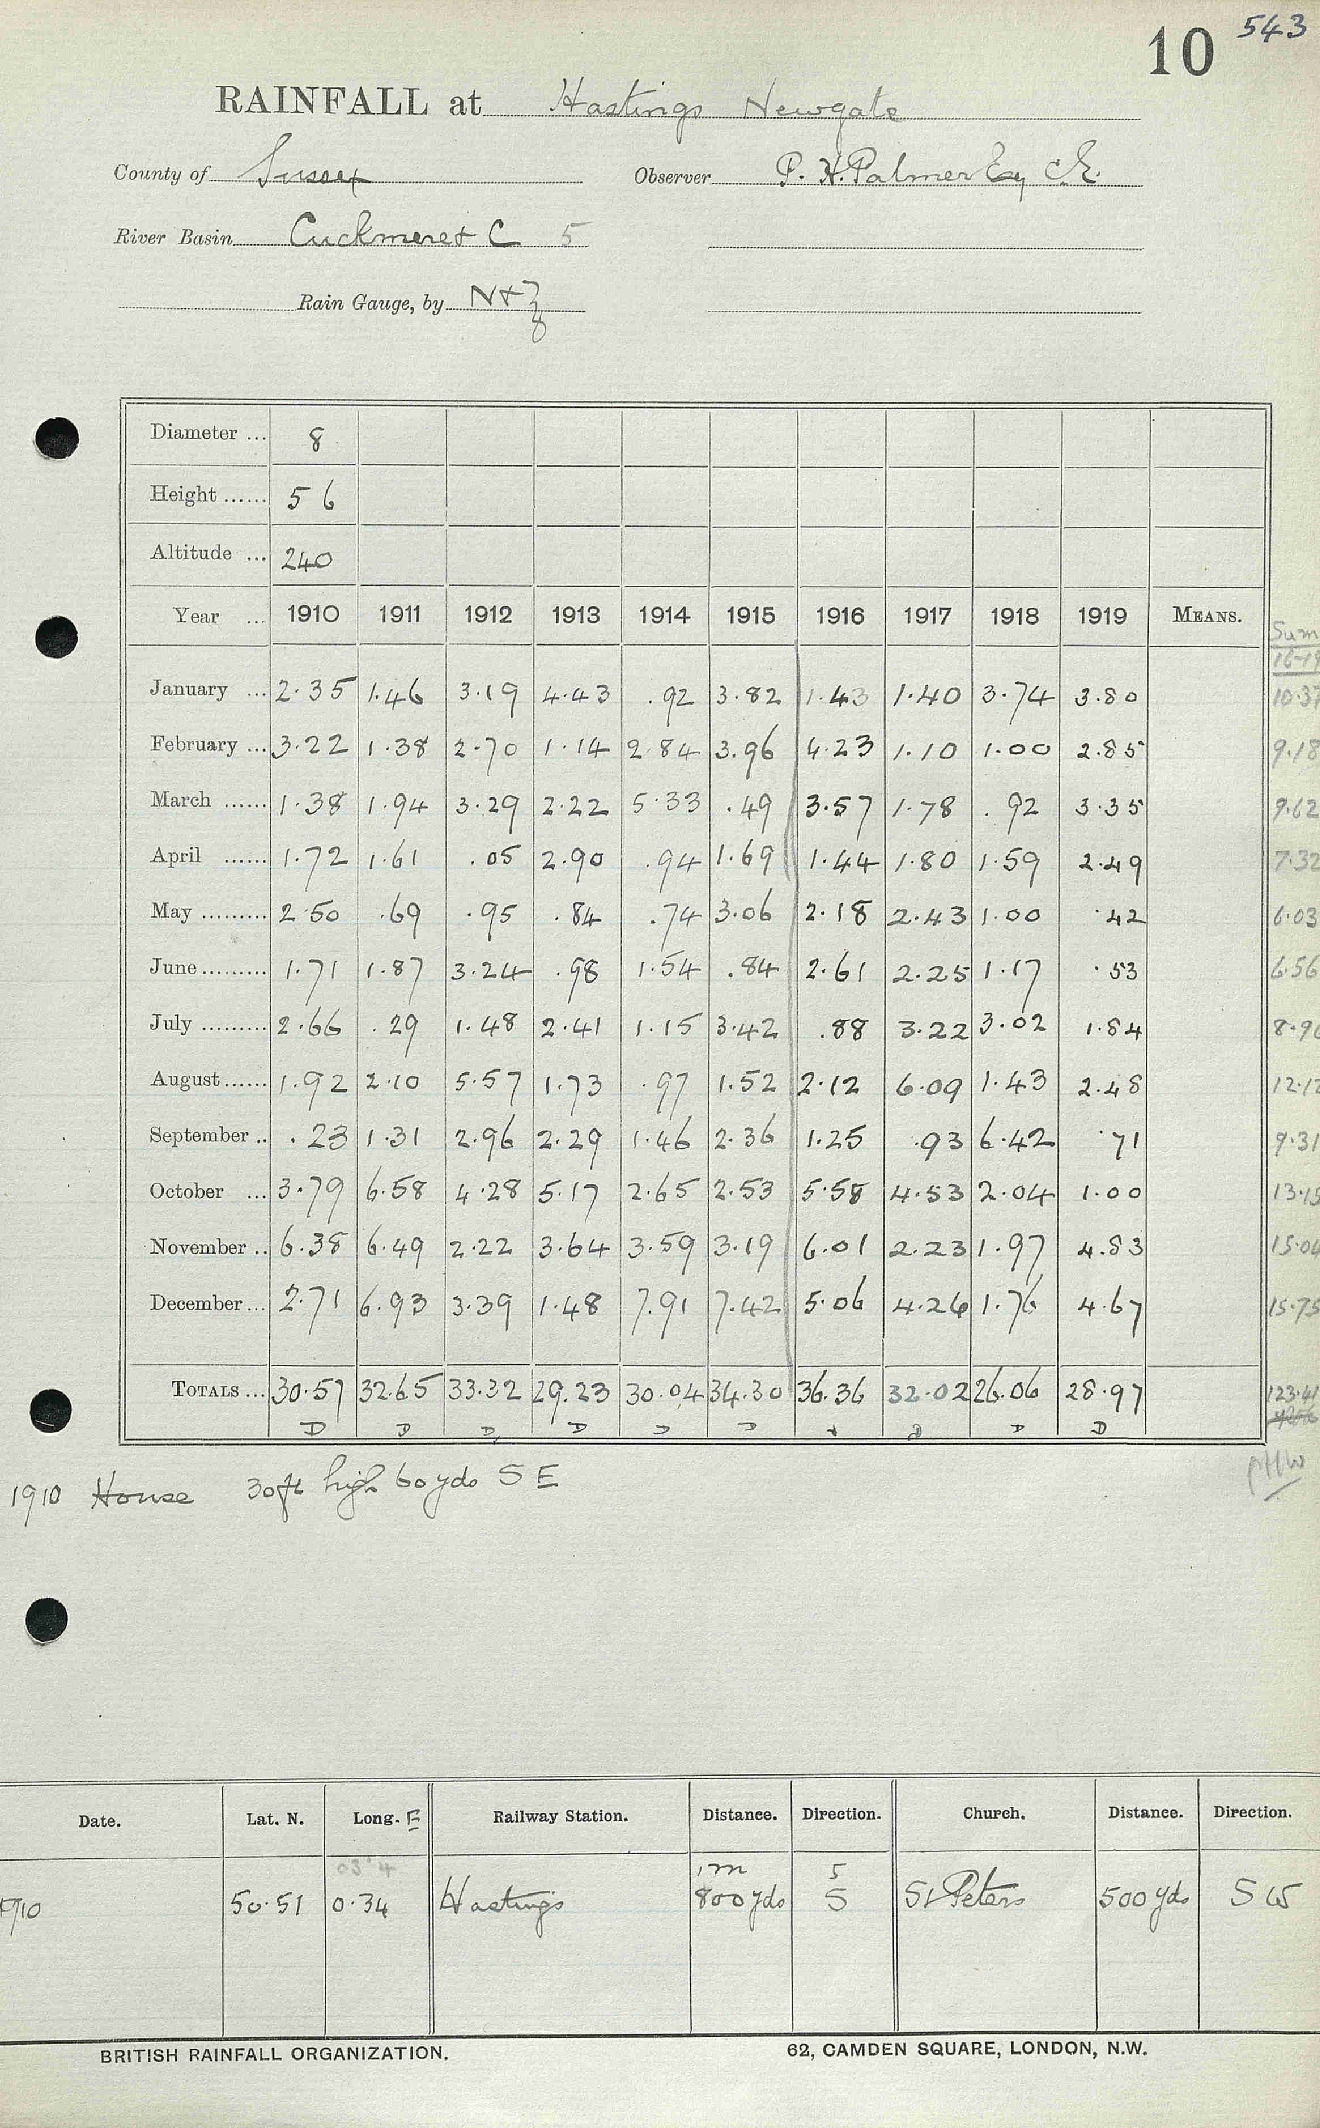 10 543
RAINFALL at Hastings Newgate
County of Sussex Observer P. H. Palmer Esq C.E.
River Basin Cuckmere & C 5
Rain Gauge, by N & Z
Diameter ... 8
Height ...... 5 6
Altitude ... 240
Year ... 1910 1911 1912 1913 1914 1915 1916 1917 1918 1919 MEANS. Sum
16-19
January ... 2.35 1.46 3.19 4.43 .92 3.82 1.43 1.40 3.74 3.80 10.37
February ... 3.22 1.38 2.70 1.14 2.84 3.96 4.23 1.10 1.00 2.85 9.18
March ...... 1.38 1.94 3.29 2.22 5.33 .49 3.57 1.78 .92 3.35 9.62
April ...... 1.72 1.61 .05 2.90 .94 1.69 1.44 1.80 1.59 2.49 7.32
May ......... 2.50 .69 .95 .84 .74 3.06 2.18 2.43 1.00 .42 6.03
June ......... 1.71 1.87 3.24 .98 1.54 .84 2.61 2.25 1.17 .53 6.56
July ......... 2.66 .29 1.48 2.41 1.15 3.42 .88 3.22 3.02 1.84 8.96
August ...... 1.92 2.10 5.57 1.73 .97 1.52 2.12 6.09 1.43 2.48 12.12
September .. .23 1.31 2.96 2.29 1.46 2.36 1.25 .93 6.42 .71 9.31
October ... 3.79 6.58 4.28 5.17 2.65 2.53 5.58 4.53 2.04 1.00 13.15
November .. 6.38 6.49 2.22 3.64 3.59 3.19 6.01 2.23 1.97 4.83 15.04
December ... 2.71 6.93 3.39 1.48 7.91 7.42 5.06 4.26 1.76 4.67 15.75
TOTALS ... 30.57 32.65 33.32 29.23 30.04 34.30 36.36 32.02 26.06 28.97 123.41
D D D D D D D D D
1910 House 30ft high 60 yds S E
Date. Lat. N. Long. E Railway Station. Distance. Direction. Church. Distance. Direction.
03'4 1m S
1910 50.51 0.34 Hastings 800 yds S St Peters 500 yds S W
BRITISH RAINFALL ORGANIZATION. 62, CAMDEN SQUARE, LONDON, N.W.